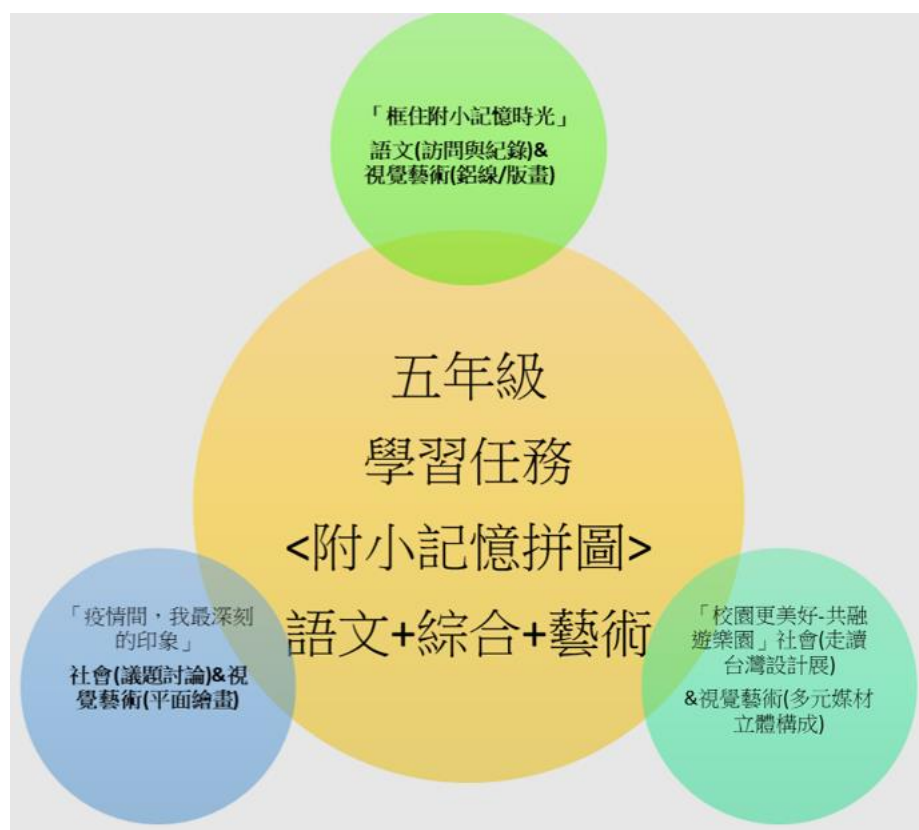 「框住附小記憶時光」
語文(訪問與紀錄)&
視覺藝術(鋁線/版畫)
五年級
學習任務
<附小記憶拼圖>
語文+綜合+藝術
「疫情間，我最深刻
的印象」
社會(議題討論)&視
覺藝術(平面繪畫)
「校園更美好-共融
遊樂園」社會(走讀
台灣設計展)
&視覺藝術(多元媒材
立體構成)